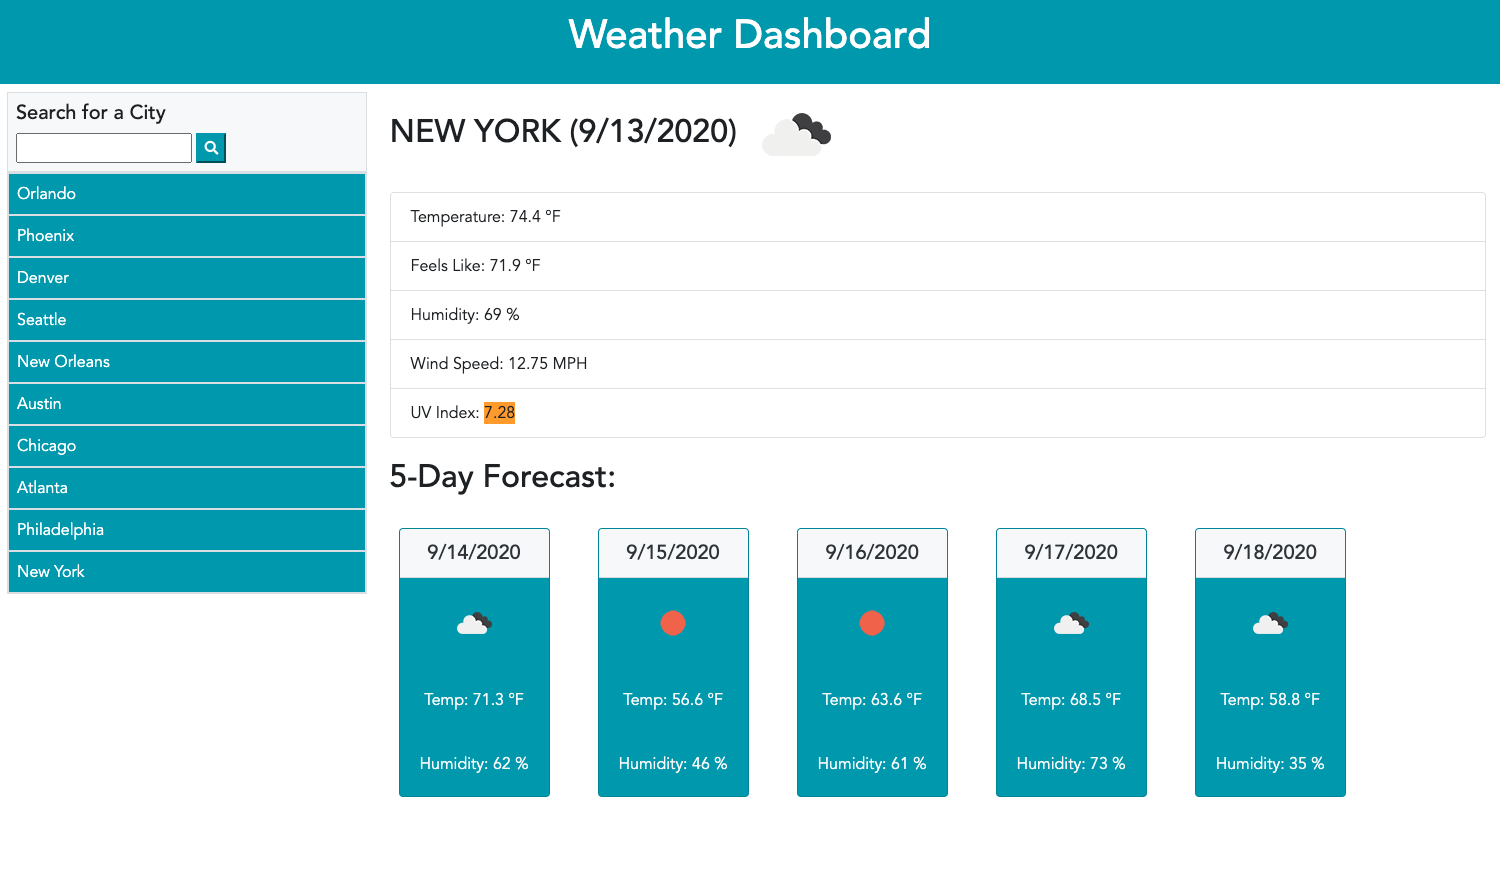 Weather Dashboard
Search for a City
Orlando
Phoenix
Denver
Seattle
New Orleans
Austin
Chicago
Atlanta
Philadelphia
New York
NEW YORK (9/13/2020)
Temperature: 74.4 °F
Feels Like: 71.9 °F
Humidity: 69 %
Wind Speed: 12.75 MPH
UV Index: 7.28
5-Day Forecast:
9/14/2020
Temp: 71.3 °F
Humidity: 62 %
9/15/2020
Temp: 56.6 °F
Humidity: 46 %
9/16/2020
Temp: 63.6 °F
Humidity: 61 %
9/17/2020
Temp: 68.5 °F
Humidity: 73 %
9/18/2020
Temp: 58.8 °F
Humidity: 35 %